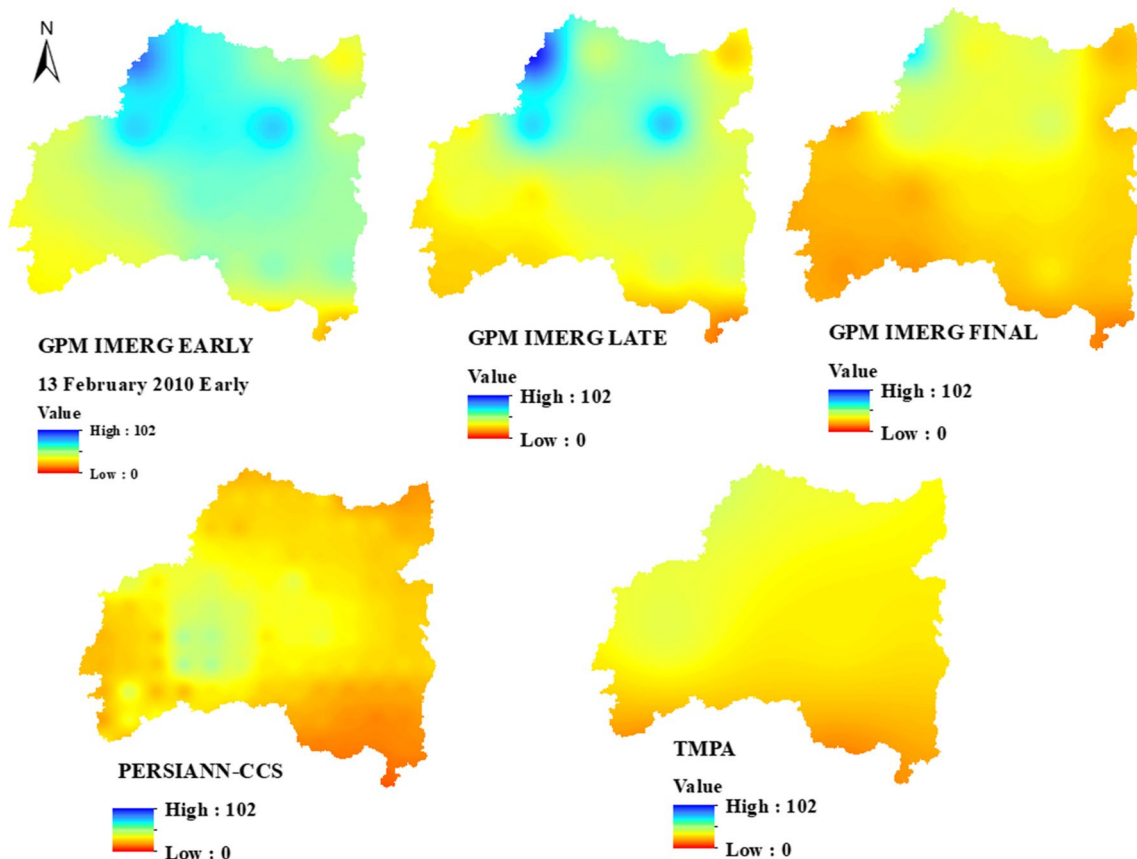 N
GPM IMERG EARLY
13 February 2010 Early
Value
High : 102
Low : 0
GPM IMERG LATE
Value
High : 102
Low : 0
GPM IMERG FINAL
Value
High : 102
Low : 0
PERSIANN-CCS
High : 102
Low : 0
TMPA
Value
High : 102
Low : 0